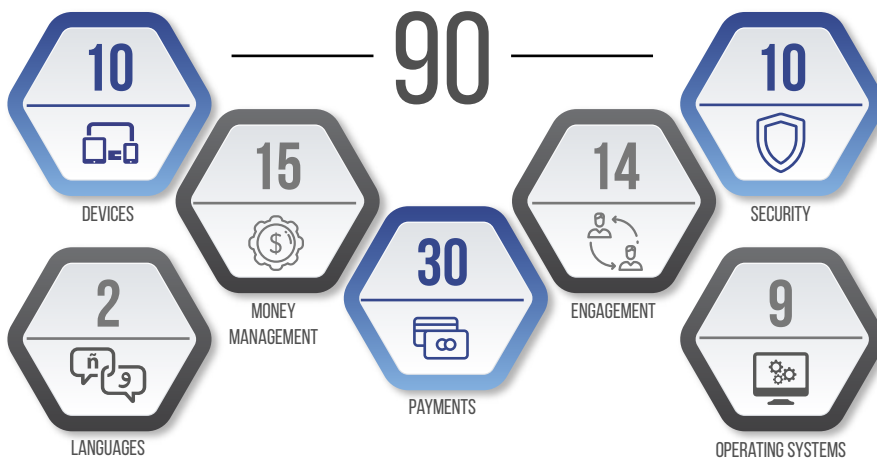 90
10
DEVICES
15
MONEY
MANAGEMENT
30
PAYMENTS
14
ENGAGEMENT
10
SECURITY
2
ñ
و
LANGUAGES
9
OPERATING SYSTEMS
$